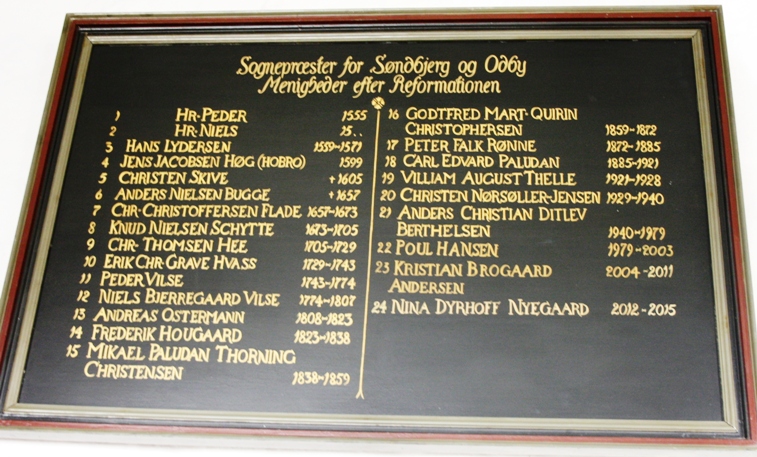 Sognepræster for Søndbjerg og Odby
Menigheder efter Reformationen
1 Hr. Peder 1555
2 Hr. Niels 15..
3 Hans Lydersen 1559-1571
4 Jens Jacobsen Høg (Hobro) 1599
5 Christen Skive +1605
6 Anders Nielsen Bugge +1657
7 Chr. Christoffersen Flade 1657-1673
8 Knud Nielsen Schytte 1673-1705
9 Chr. Thomsen Hee 1705-1729
10 Erik Chr. Grave Hvass 1729-1743
11 Peder Vilse 1743-1774
12 Niels Bierregaard Vilse 1774-1807
13 Andreas Ostermann 1808-1823
14 Frederik Hougaard 1823-1838
15 Mikael Paludan Thorning
Christensen 1838-1859
16 Godtfred Mart. Quirin
Christophersen 1859-1872
17 Peter Falk Rønne 1872-1885
18 Carl Edvard Paludan 1885-1921
19 Villiam August Thelle 1921-1928
20 Christen Nørsøller-Jensen 1929-1940
21 Anders Christian Ditlev
Berthelsen 1940-1979
22 Poul Hansen 1979-2003
23 Kristian Brogaard 2004-2011
Andersen
24 Nina Dyrhoff Nyegaard 2012-2015